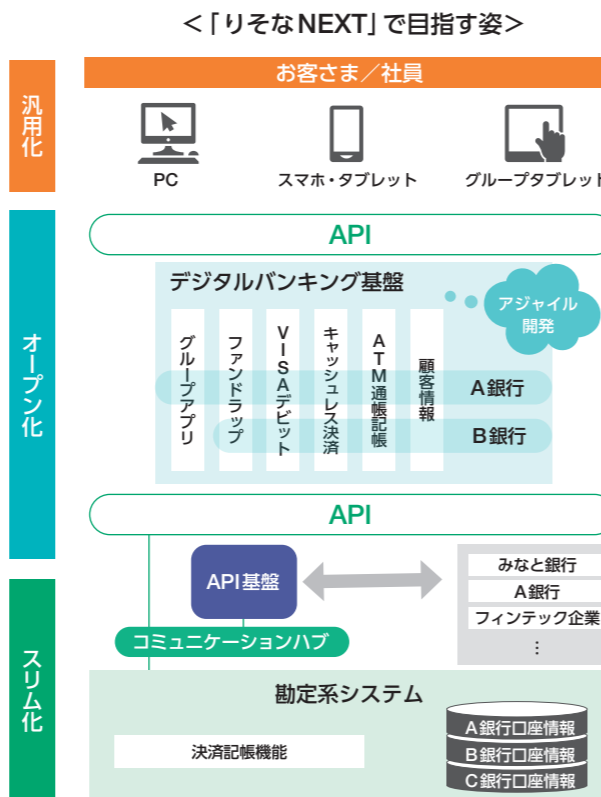 ＜「りそなNEXT」で目指す姿＞
汎用化
お客さま／社員
PC
スマホ・タブレット
グループタブレット
オープン化
API
デジタルバンキング基盤
アジャイル
開発
グループアプリ
ファンドラップ
VISAデビット
キャッシュレス決済
ATM通帳記帳
顧客情報
A銀行
B銀行
API
API基盤
みなと銀行
A銀行
フィンテック企業
⋮
コミュニケーションハブ
スリム化
勘定系システム
決済記帳機能
A銀行口座情報
B銀行口座情報
C銀行口座情報